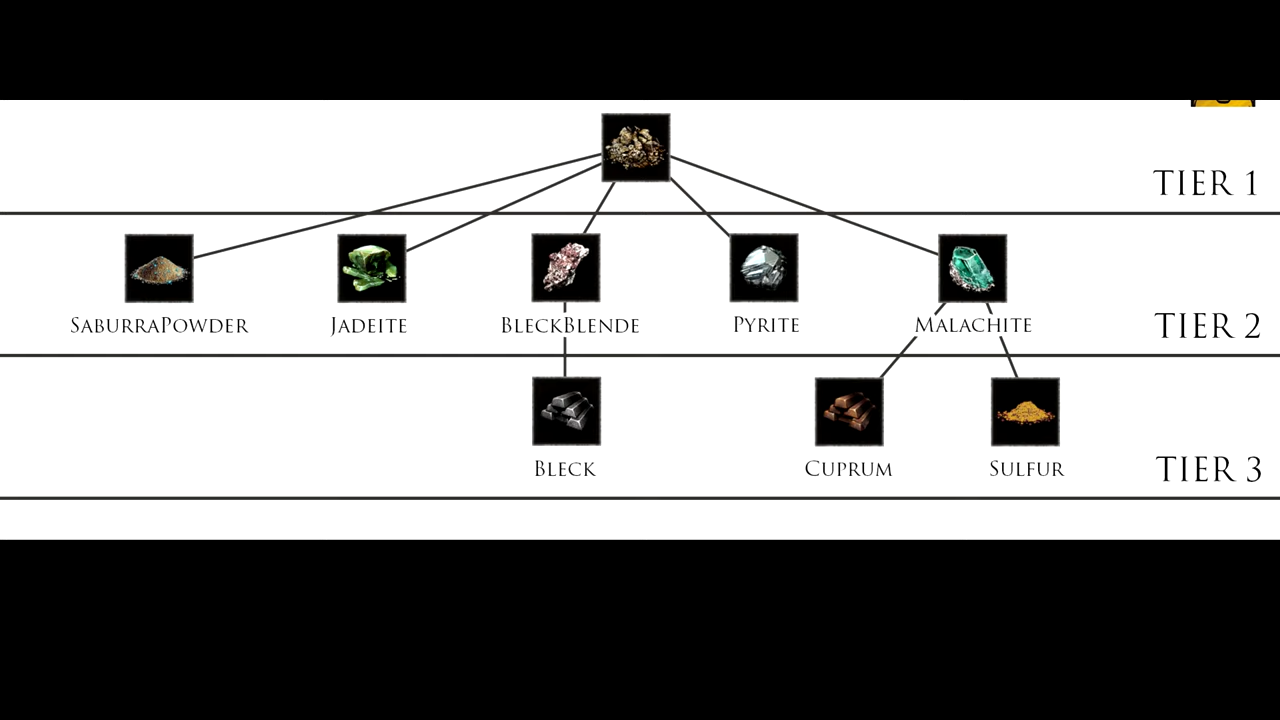 TIER 1
SaburraPowder
Jadeite
BleckBlende
Pyrite
Malachite
TIER 2
Bleck
Cuprum
Sulfur
TIER 3